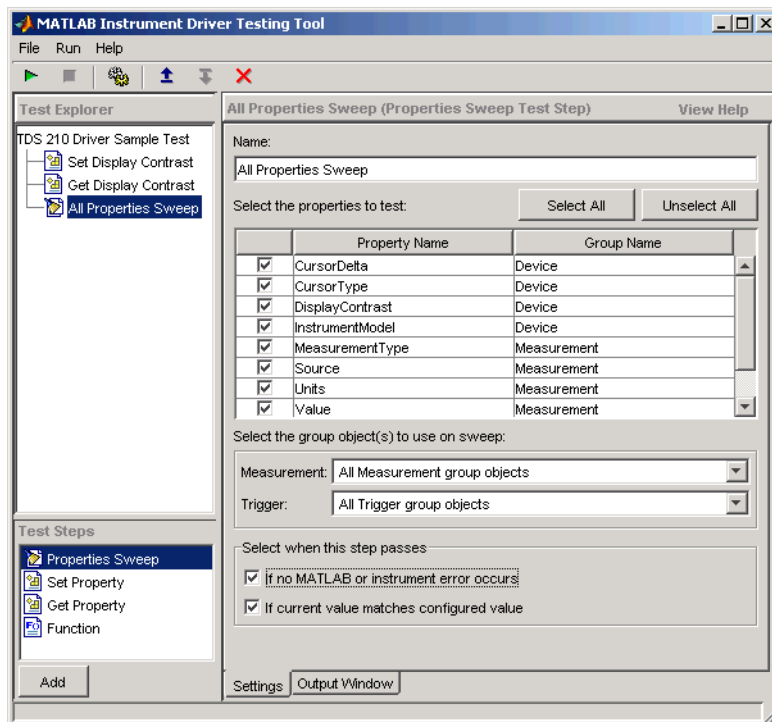 MATLAB Instrument Driver Testing Tool
File Run Help
Test Explorer
TDS 210 Driver Sample Test
Set Display Contrast
Get Display Contrast
All Properties Sweep
Test Steps
Properties Sweep
Set Property
Get Property
Function
Add
All Properties Sweep (Properties Sweep Test Step) View Help
Name:
All Properties Sweep
Select the properties to test: Select All Unselect All
Property Name Group Name
CursorDelta Device
CursorType Device
DisplayContrast Device
InstrumentModel Device
MeasurementType Measurement
Source Measurement
Units Measurement
Value Measurement
Select the group object(s) to use on sweep:
Measurement: All Measurement group objects
Trigger: All Trigger group objects
Select when this step passes
If no MATLAB or instrument error occurs
If current value matches configured value
Settings Output Window